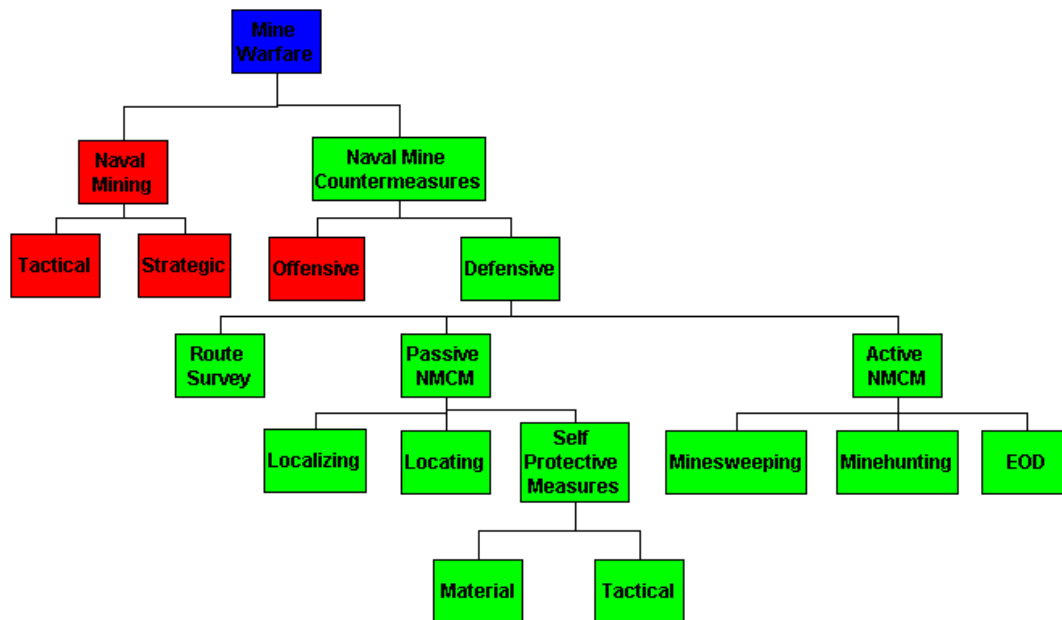 Mine
Warfare
Naval
Mining
Naval Mine
Countermeasures
Tactical
Strategic
Offensive
Defensive
Route
Survey
Passive
NMCM
Active
NMCM
Localizing
Locating
Self
Protective
Measures
Minesweeping
Minehunting
EOD
Material
Tactical